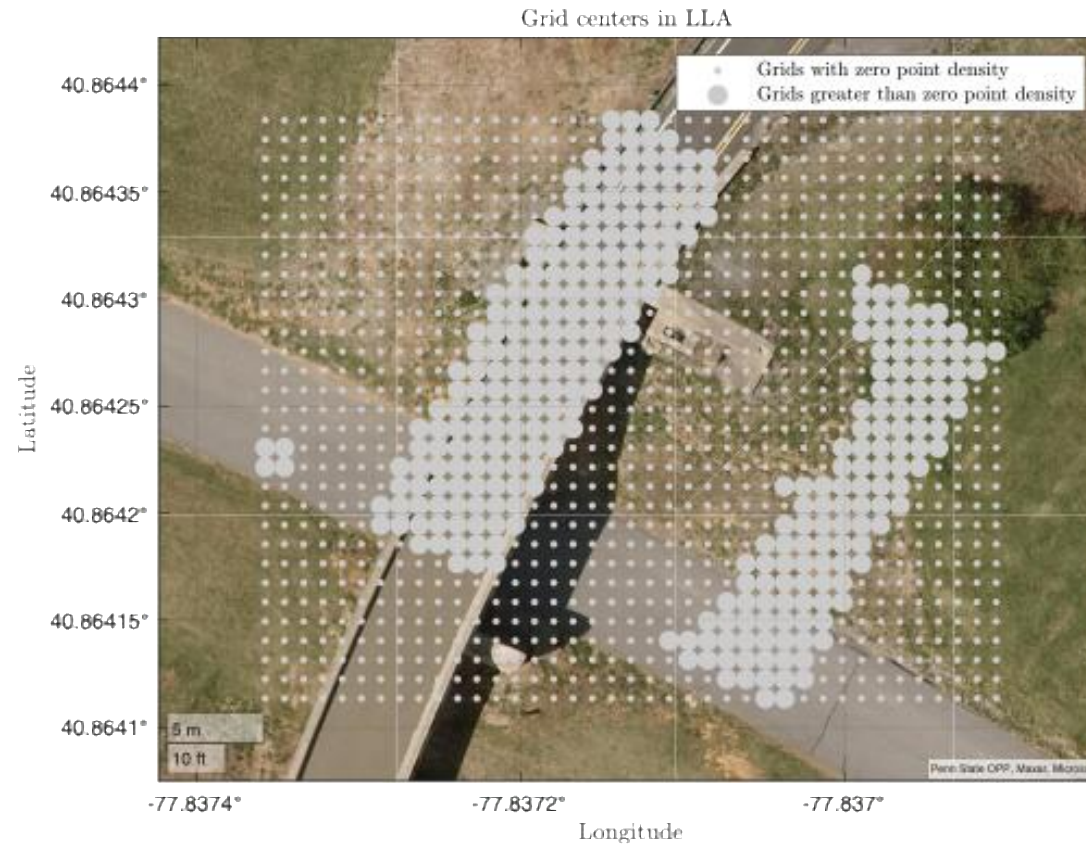 Grid centers in LLA
Grids with zero point density
Grids greater than zero point density
40.8644°
40.86435°
40.8643°
40.86425°
40.8642°
40.86415°
40.8641°
Latitude
5 m
10 ft
Penn State OPP, Maxar, Micros
-77.8374°
-77.8372°
-77.837°
Longitude